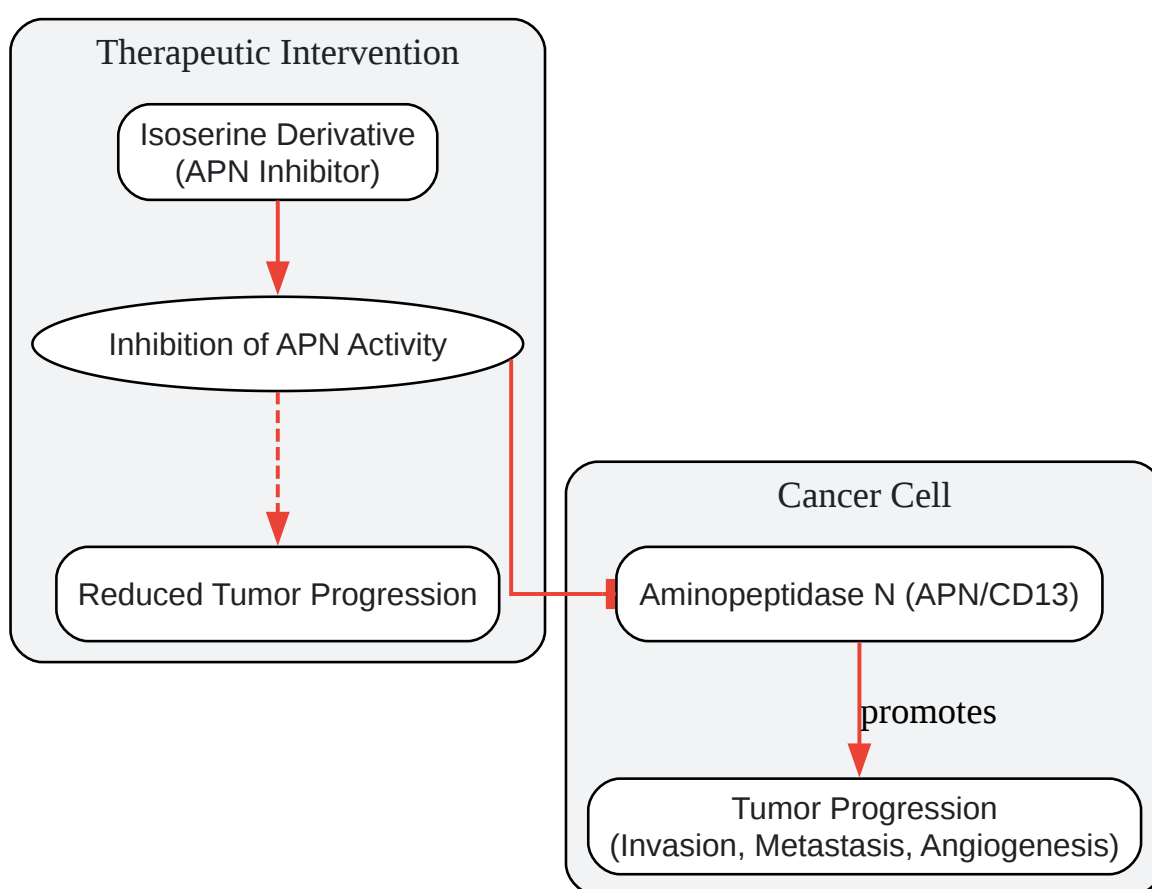 Therapeutic Intervention
Isoserine Derivative
(APN Inhibitor)
Inhibition of APN Activity
Reduced Tumor Progression
Cancer Cell
Aminopeptidase N (APN/CD13)
promotes
Tumor Progression
(Invasion, Metastasis, Angiogenesis)